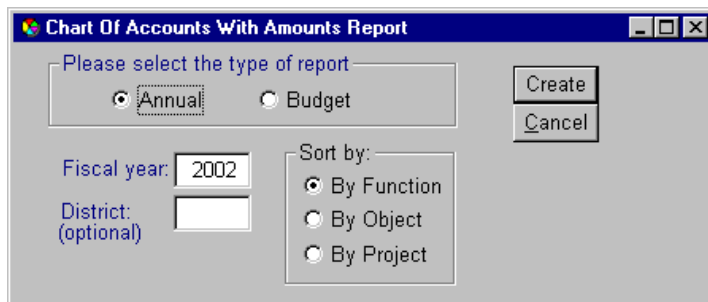 Chart Of Accounts With Amounts Report
Please select the type of report
Annual
Budget
Create
Cancel
Fiscal year: 2002
District:
(optional)
Sort by:
By Function
By Object
By Project